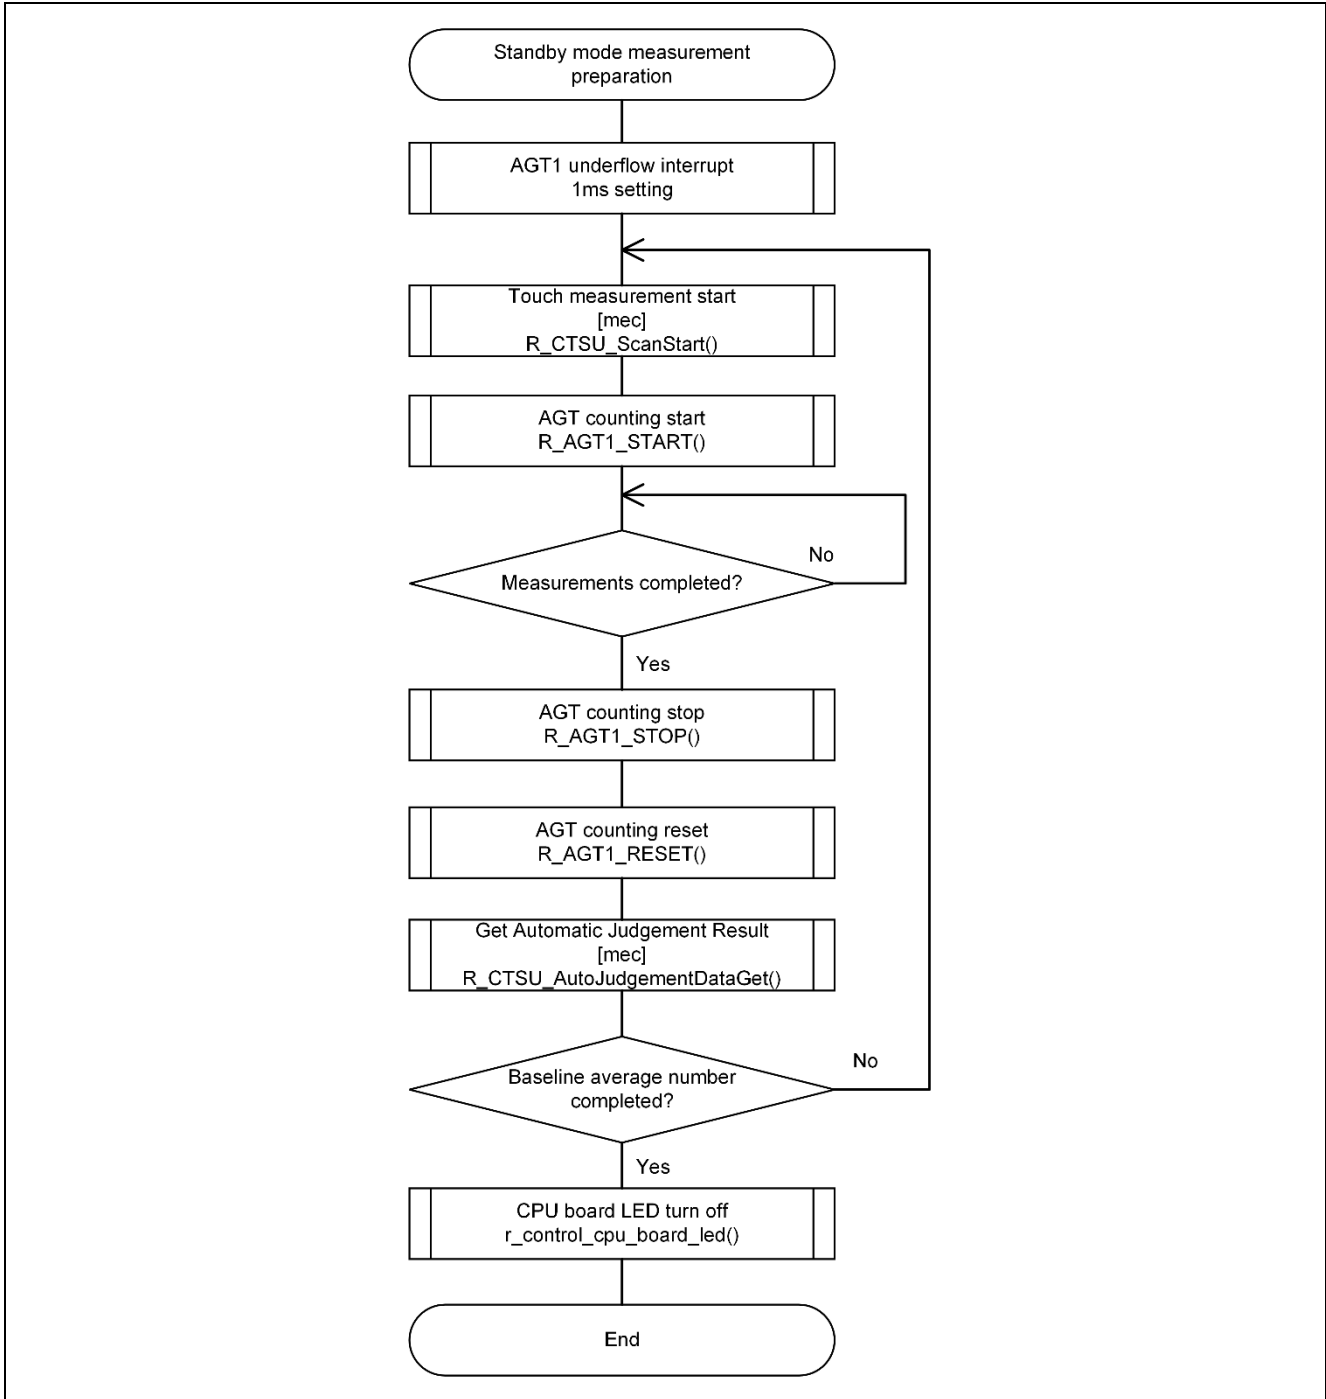 Standby mode measurement
preparation
AGT1 underflow interrupt
1ms setting
Touch measurement start
[mec]
R_CTSU_ScanStart()
AGT counting start
R_AGT1_START()
No
Measurements completed?
Yes
AGT counting stop
R_AGT1_STOP()
AGT counting reset
R_AGT1_RESET()
Get Automatic Judgement Result
[mec]
R_CTSU_AutoJudgementDataGet()
No
Baseline average number
completed?
Yes
CPU board LED turn off
r_control_cpu_board_led()
End